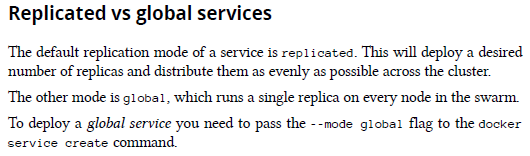 Replicated vs global services
The default replication mode of a service is replicated. This will deploy a desired
number of replicas and distribute them as evenly as possible across the cluster.
The other mode is global, which runs a single replica on every node in the swarm.
To deploy a global service you need to pass the --mode global flag to the docker
service create command.